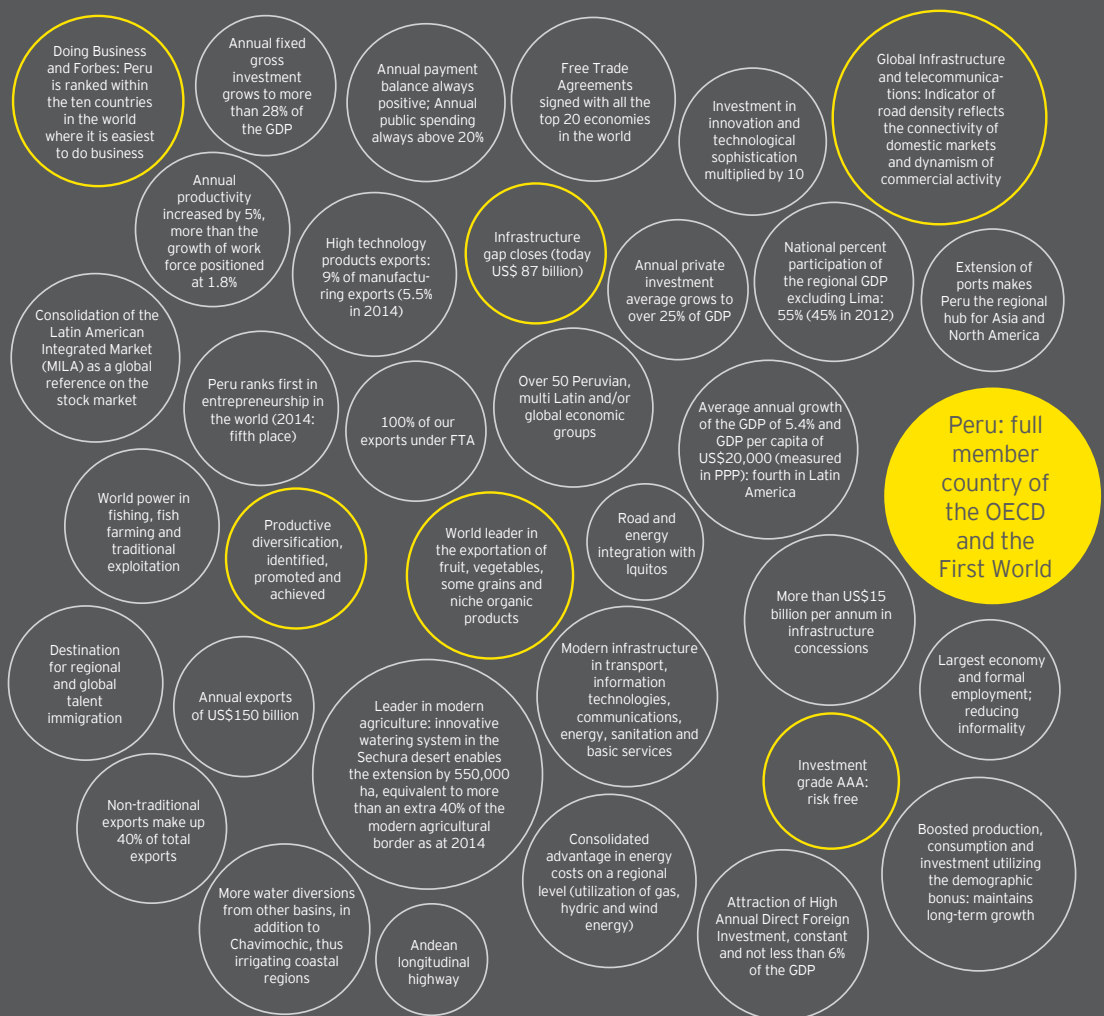 Doing Business
and Forbes: Peru
is ranked within
the ten countries
in the world
where it is easiest
to do business
Annual fixed
gross
investment
grows to more
than 28% of
the GDP
Annual payment
balance always
positive; Annual
public spending
always above 20%
Free Trade
Agreements
signed with all the
top 20 economies
in the world
Investment in
innovation and
technological
sophistication
multiplied by 10
Global Infrastructure
and telecommunica-
tions: Indicator of
road density reflects
the connectivity of
domestic markets
and dynamism of
commercial activity
Annual
productivity
increased by 5%,
more than the
growth of work
force positioned
at 1.8%
High technology
products exports:
9% of manufactu-
ring exports (5.5%
in 2014)
Infrastructure
gap closes (today
US$ 87 billion)
Annual private
investment
average grows to
over 25% of GDP
National percent
participation of
the regional GDP
excluding Lima:
55% (45% in 2012)
Extension of
ports makes
Peru the regional
hub for Asia and
North America
Consolidation of the
Latin American
Integrated Market
(MILA) as a global
reference on the
stock market
Peru ranks first in
entrepreneurship in
the world (2014:
fifth place)
100% of our
exports under FTA
Over 50 Peruvian,
multi Latin and/or
global economic
groups
Average annual growth
of the GDP of 5.4% and
GDP per capita of
US$20,000 (measured
in PPP): fourth in Latin
America
Peru: full
member
country of
the OECD
and the
First World
World power in
fishing, fish
farming and
traditional
exploitation
Productive
diversification,
identified,
promoted and
achieved
World leader in
the exportation of
fruit, vegetables,
some grains and
niche organic
products
Road and
energy
integration with
Iquitos
More than US$15
billion per annum in
infrastructure
concessions
Destination
for regional
and global
talent
immigration
Annual exports
of US$150 billion
Leader in modern
agriculture: innovative
watering system in the
Sechura desert enables
the extension by 550,000
ha, equivalent to more
than an extra 40% of the
modern agricultural
border as at 2014
Modern infrastructure
in transport,
information
technologies,
communications,
energy, sanitation and
basic services
Largest economy
and formal
employment;
reducing
informality
Investment
grade AAA:
risk free
Non-traditional
exports make up
40% of total
exports
Consolidated
advantage in energy
costs on a regional
level (utilization of gas,
hydric and wind
energy)
Boosted production,
consumption and
investment utilizing
the demographic
bonus: maintains
long-term growth
More water diversions
from other basins, in
addition to
Chavimochic, thus
irrigating coastal
regions
Andean
longitudinal
highway
Attraction of High
Annual Direct Foreign
Investment, constant
and not less than 6%
of the GDP